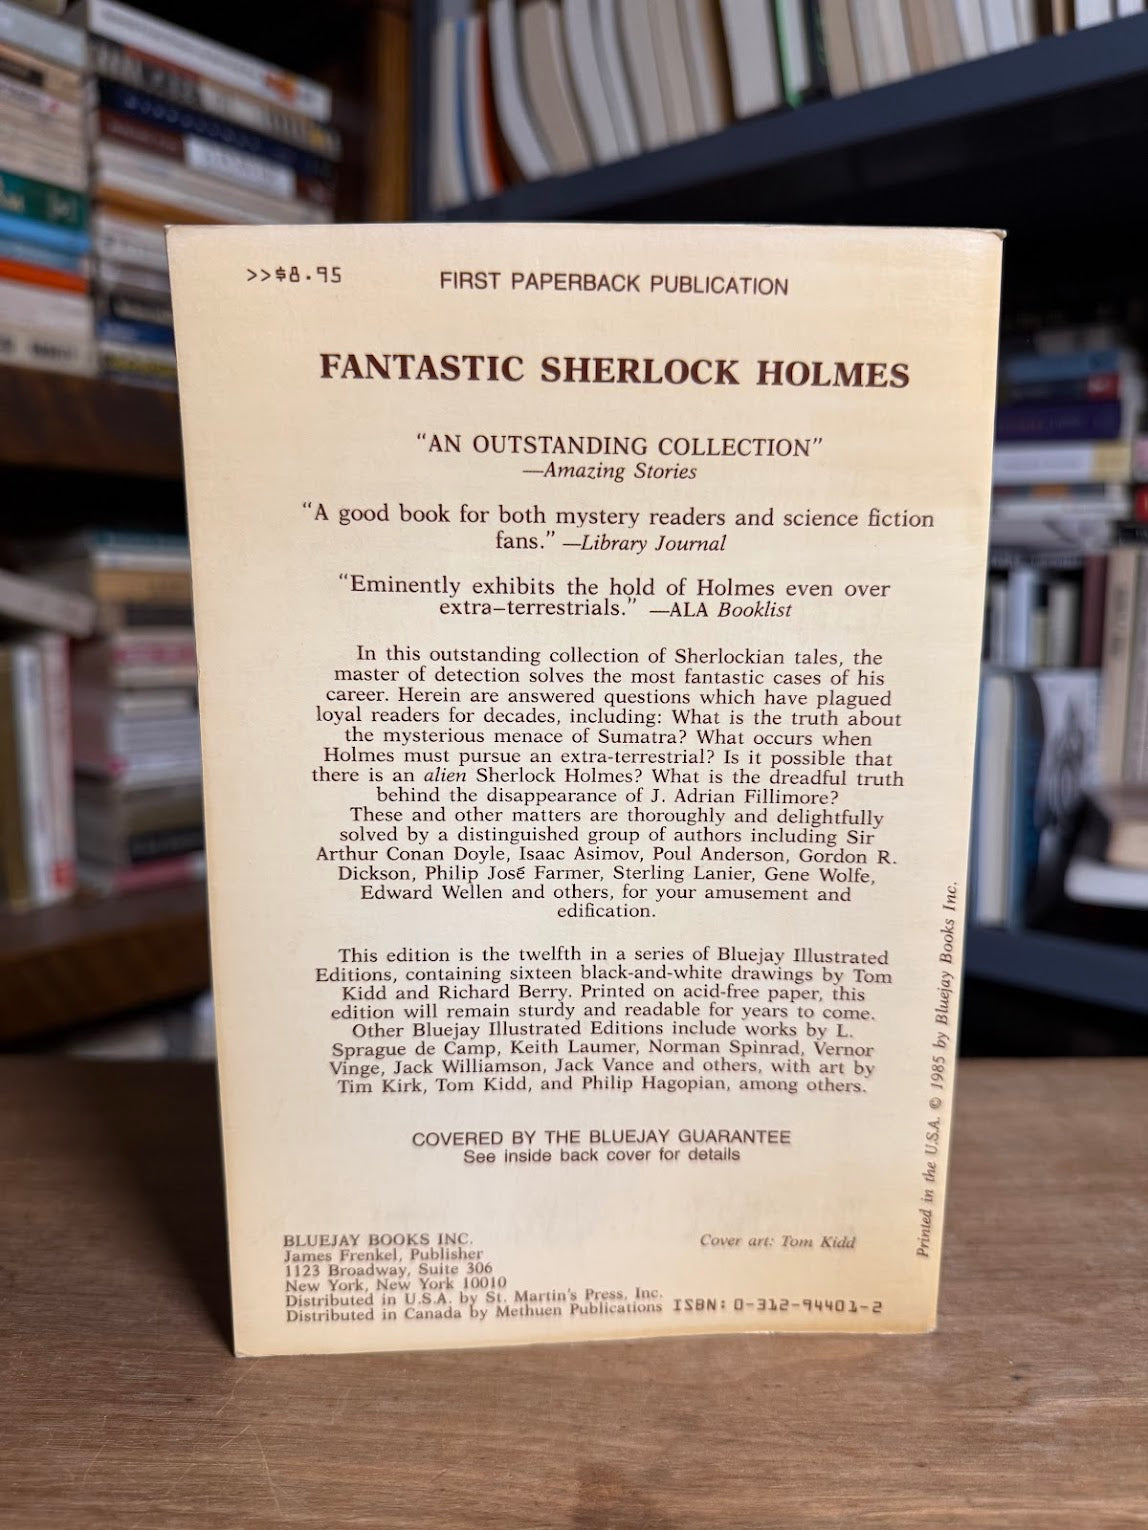 >>$8.95
FIRST PAPERBACK PUBLICATION
FANTASTIC SHERLOCK HOLMES
“AN OUTSTANDING COLLECTION”
—Amazing Stories
“A good book for both mystery readers and science fiction
fans.” —Library Journal
“Eminently exhibits the hold of Holmes even over
extra–terrestrials.” —ALA Booklist
In this outstanding collection of Sherlockian tales, the
master of detection solves the most fantastic cases of his
career. Herein are answered questions which have plagued
loyal readers for decades, including: What is the truth about
the mysterious menace of Sumatra? What occurs when
Holmes must pursue an extra-terrestrial? Is it possible that
there is an alien Sherlock Holmes? What is the dreadful truth
behind the disappearance of J. Adrian Fillimore?
These and other matters are thoroughly and delightfully
solved by a distinguished group of authors including Sir
Arthur Conan Doyle, Isaac Asimov, Poul Anderson, Gordon R.
Dickson, Philip José Farmer, Sterling Lanier, Gene Wolfe,
Edward Wellen and others, for your amusement and
edification.
This edition is the twelfth in a series of Bluejay Illustrated
Editions, containing sixteen black-and-white drawings by Tom
Kidd and Richard Berry. Printed on acid-free paper, this
edition will remain sturdy and readable for years to come.
Other Bluejay Illustrated Editions include works by L.
Sprague de Camp, Keith Laumer, Norman Spinrad, Vernor
Vinge, Jack Williamson, Jack Vance and others, with art by
Tim Kirk, Tom Kidd, and Philip Hagopian, among others.
COVERED BY THE BLUEJAY GUARANTEE
See inside back cover for details
BLUEJAY BOOKS INC.
James Frenkel, Publisher
1123 Broadway, Suite 306
New York, New York 10010
Distributed in U.S.A. by St. Martin's Press, Inc.
Distributed in Canada by Methuen Publications
Cover art: Tom Kidd
ISBN: 0-312-94401-2
Printed in the U.S.A. © 1985 by Bluejay Books Inc.